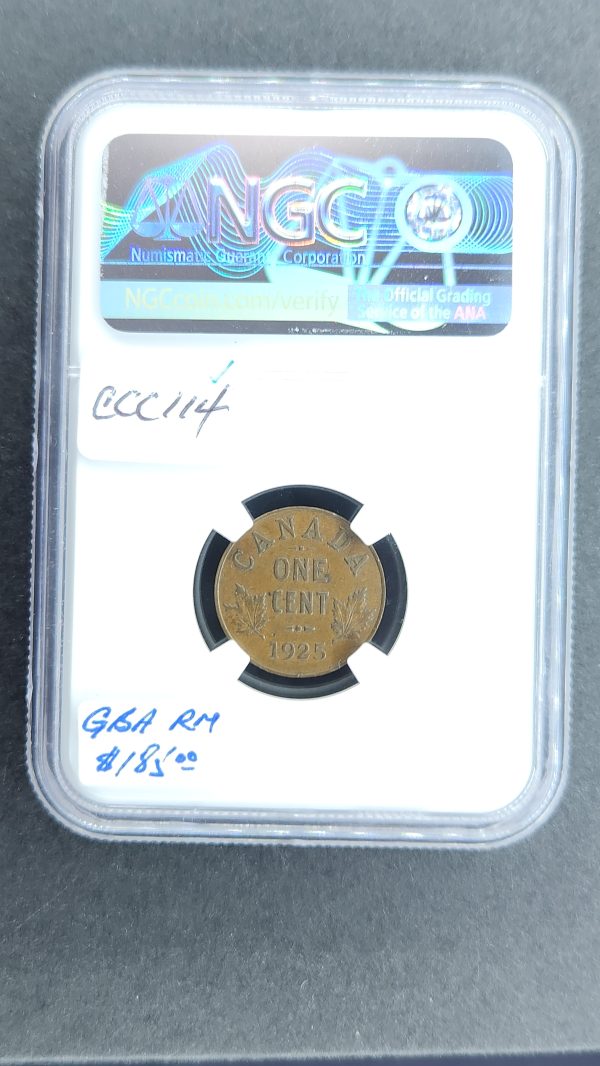 NGC
Numismatic Guaranty Corporation
NGCcoin.com/verify
The Official Grading
Service of the ANA
CCC114
CANADA
ONE
CENT
1925
GBA RM
$185.00